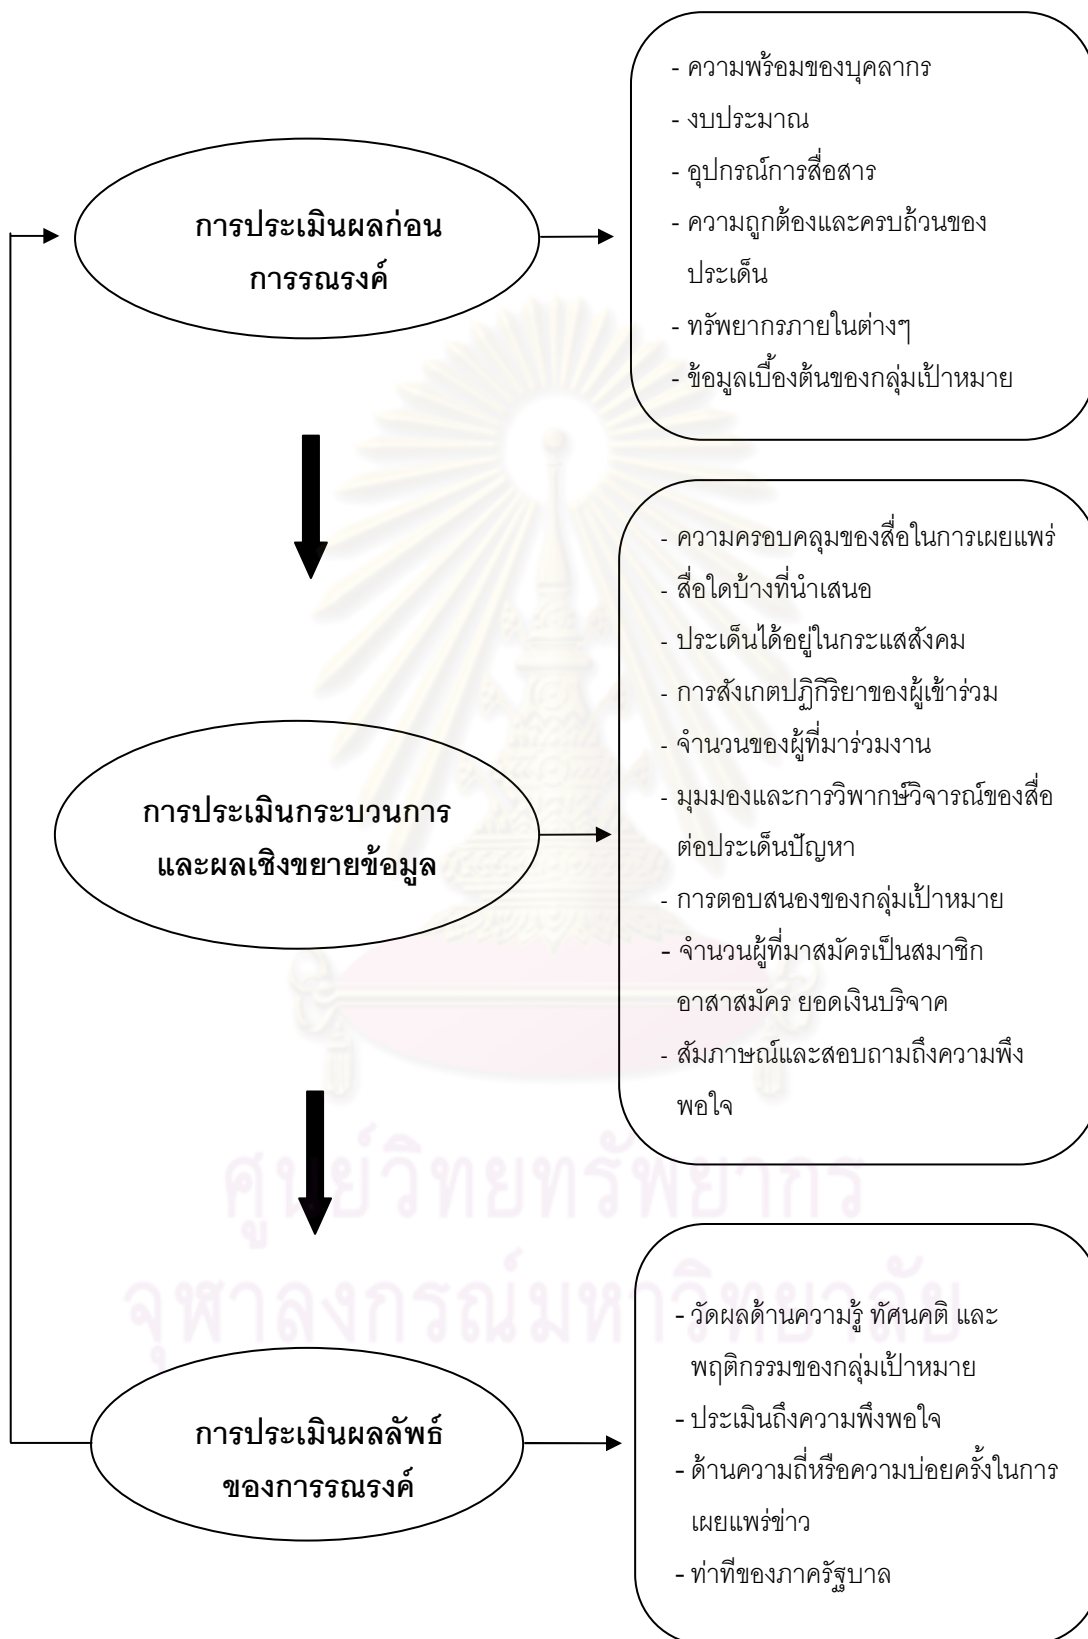 การประเมินผลก่อน
การรณรงค์
- ความพร้อมของบุคลากร
- งบประมาณ
- อุปกรณ์การสื่อสาร
- ความถูกต้องและครบถ้วนของ
ประเด็น
- ทรัพยากรภายในต่างๆ
- ข้อมูลเบื้องต้นของกลุ่มเป้าหมาย
การประเมินกระบวนการ
และผลเชิงขยายข้อมูล
- ความครอบคลุมของสื่อในการเผยแพร่
- สื่อใดบ้างที่นำเสนอ
- ประเด็นได้อยู่ในกระแสสังคม
- การสังเกตปฏิกิริยาของผู้เข้าร่วม
- จำนวนของผู้ที่มาร่วมงาน
- มุมมองและการวิพากษ์วิจารณ์ของสื่อ
ต่อประเด็นปัญหา
- การตอบสนองของกลุ่มเป้าหมาย
- จำนวนผู้ที่มาสมัครเป็นสมาชิก
อาสาสมัคร ยอดเงินบริจาค
- สัมภาษณ์และสอบถามถึงความพึง
พอใจ
ศูนย์วิทยทรัพยากร
จุฬาลงกรณ์มหาวิทยาลัย
การประเมินผลลัพธ์
ของการรณรงค์
- วัดผลด้านความรู้ ทัศนคติ และ
พฤติกรรมของกลุ่มเป้าหมาย
- ประเมินถึงความพึงพอใจ
- ด้านความถี่หรือความบ่อยครั้งในการ
เผยแพร่ข่าว
- ท่าทีของภาครัฐบาล